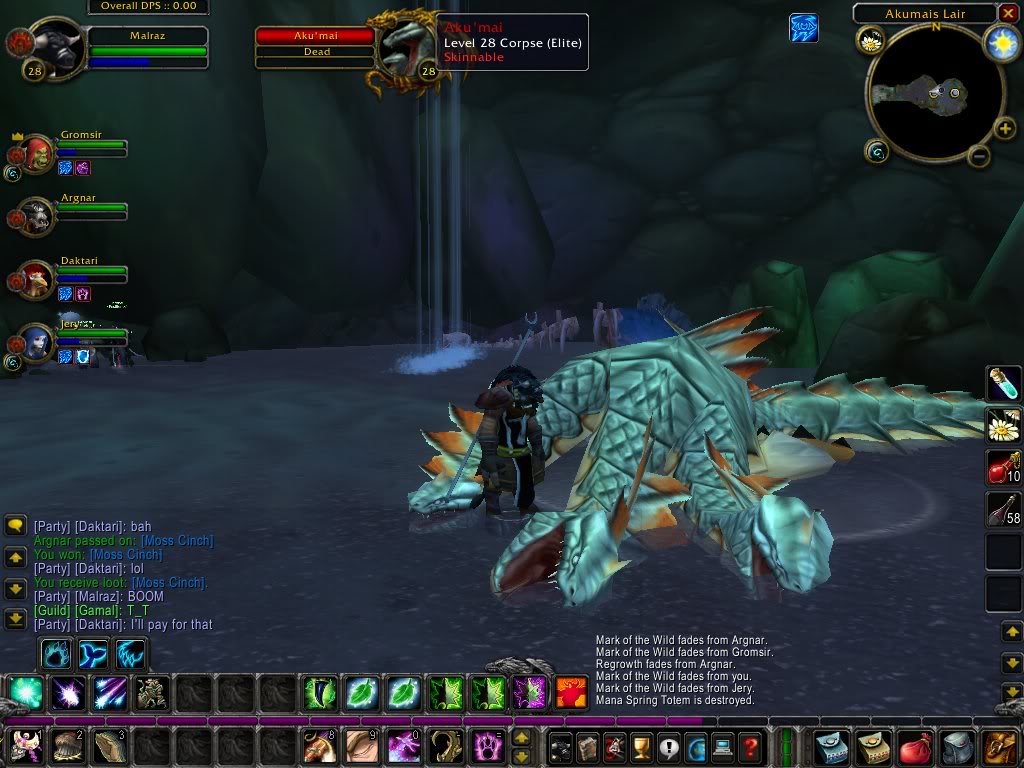 Overall DPS :: 0.00
Malraz
28
Aku'mai
Dead
28
Aku'mai
Level 28 Corpse (Elite)
Skinnable
Akumais Lair
N
Gromsir
Argnar
Daktari
Jery
10
58
[Party] [Daktari]: bah
Argnar passed on: [Moss Cinch]
You won: [Moss Cinch]
[Party] [Daktari]: lol
You receive loot: [Moss Cinch].
[Party] [Malraz]: BOOM
[Guild] [Gamal]: T_T
[Party] [Daktari]: I'll pay for that
Mark of the Wild fades from Argnar.
Mark of the Wild fades from Gromsir.
Regrowth fades from Argnar.
Mark of the Wild fades from you.
Mark of the Wild fades from Jery.
Mana Spring Totem is destroyed.
2
3
8
9
0
-
=